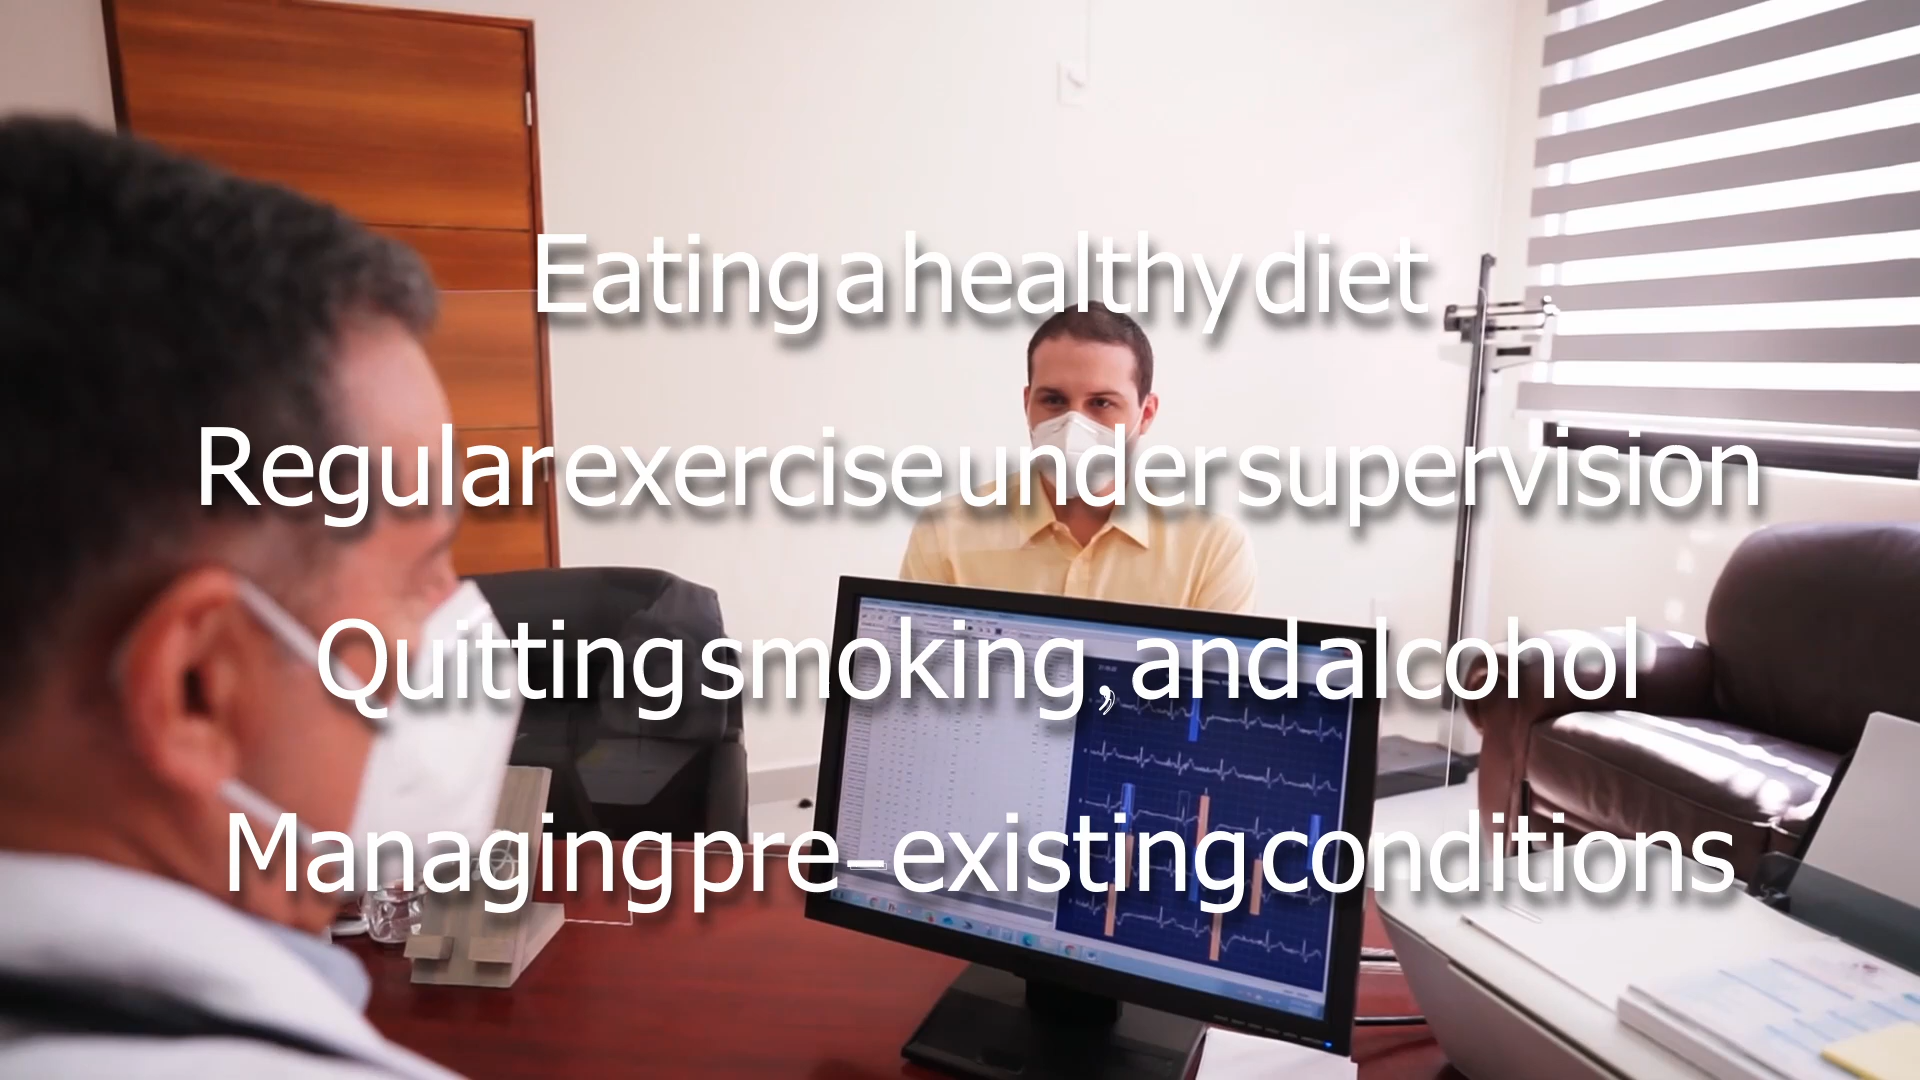 Eating a healthy diet
Regular exercise under supervision
Quitting smoking, and alcohol
Managing pre-existing conditions